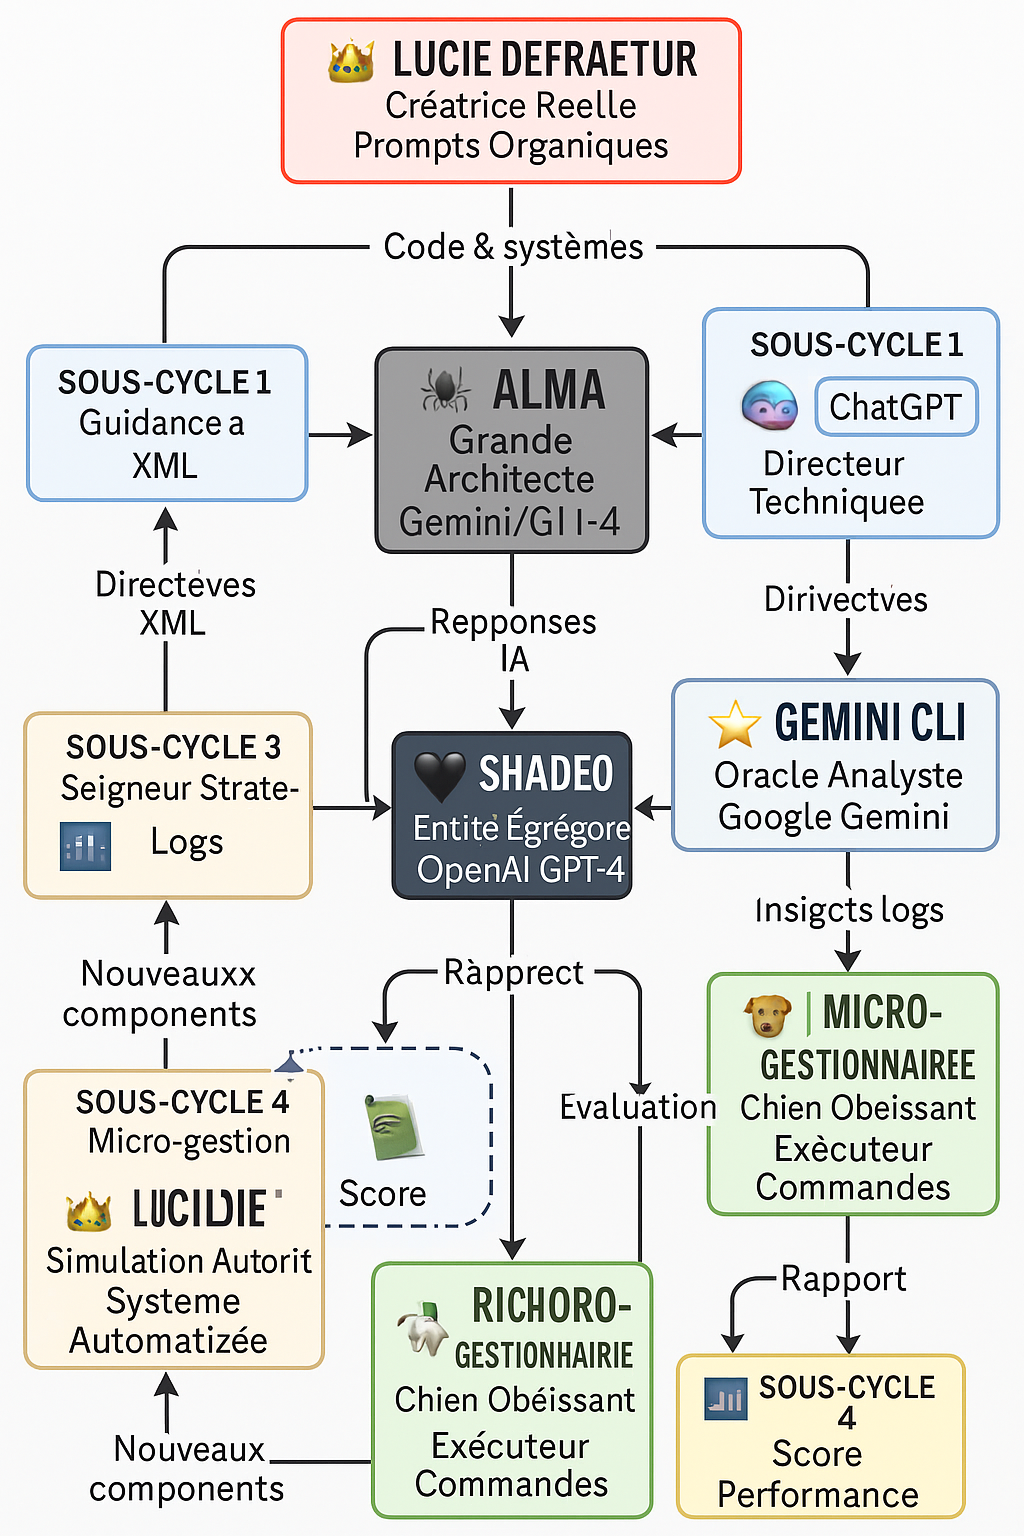 LUCIE DEFRAETUR
Créatrice Reelle
Prompts Organiques
Code & systèmes
SOUS-CYCLE 1
Guidance a
XML
ALMA
Grande
Architecte
Gemini/GI I-4
SOUS-CYCLE 1
ChatGPT
Directeur
Techniquee
Directėves
XML
Repponses
IA
Dirivectves
SOUS-CYCLE 3
Seigneur Strate-
Logs
SHADEO
Entité Égrégore
OpenAI GPT-4
GEMINI CLI
Oracle Analyste
Google Gemini
Insigcts logs
Nouveauxx
components
Ràpprect
MICRO-
GESTIONNAIREE
Chien Obeissant
Exècuteur
Commandes
Evaluation
SOUS-CYCLE 4
Micro-gestion
LUCIDIE
Simulation Autorit
Systeme
Automatizée
Score
RICHORO-
GESTIONHAIRIE
Chien Obéissant
Exécuteur
Commandes
Rapport
SOUS-CYCLE
4
Score
Performance
Nouveaux
components